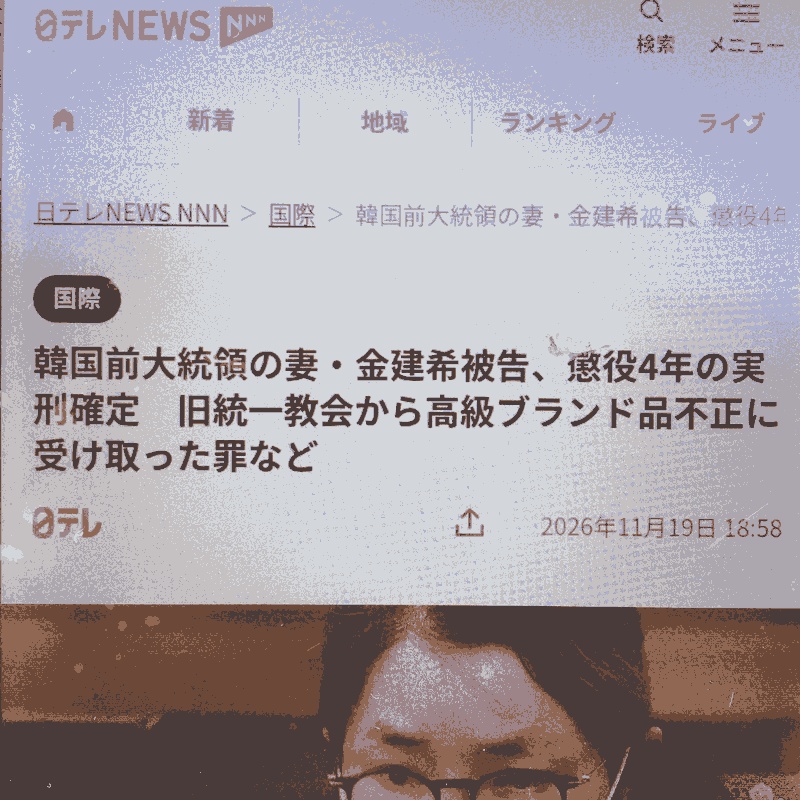 日テレNEWS NNN
検索 メニュー
新着 地域 ランキング ライブ
日テレNEWS NNN > 国際 > 韓国前大統領の妻・金建希被告、懲役4年
国際
韓国前大統領の妻・金建希被告、懲役4年の実
刑確定 旧統一教会から高級ブランド品不正に
受け取った罪など
日テレ 2026年11月19日 18:58